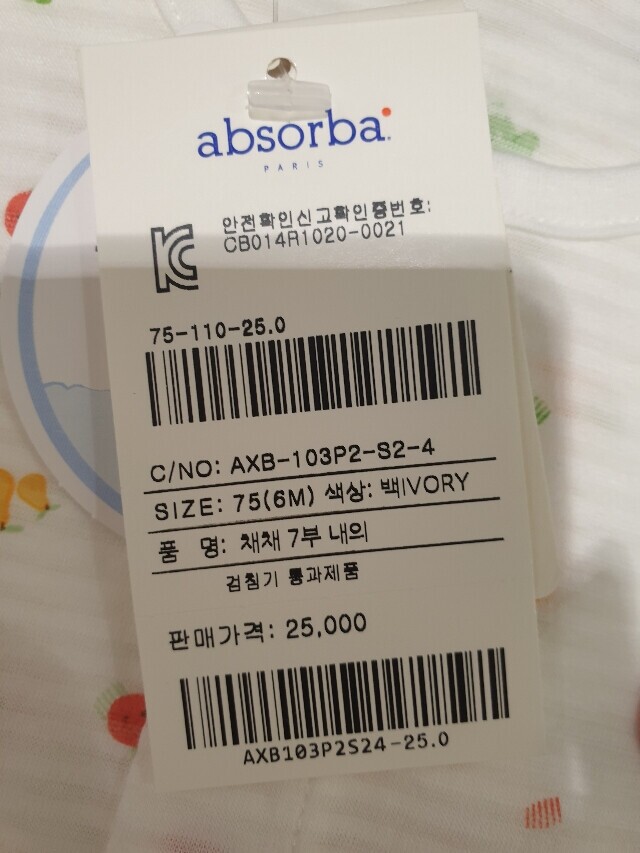 absorba.
PARIS
안전확인신고확인증번호:
CB014R1020-0021
75-110-25.0
C/NO: AXB-103P2-S2-4
SIZE: 75(6M) 색상: 백IVORY
품 명: 채채 7부 내의
검침기 통과제품
판매가격: 25,000
AXB103P2S24-25.0